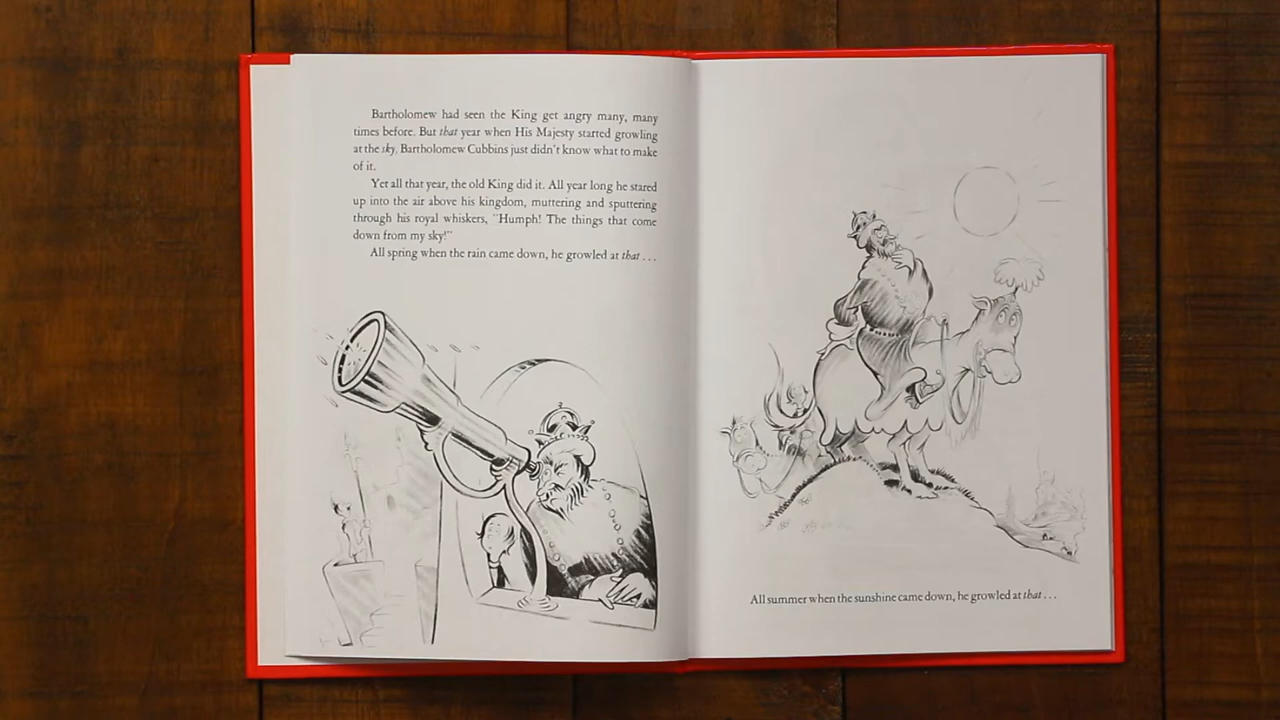 Bartholomew had seen the King get angry many, many
times before. But that year when His Majesty started growling
at the sky, Bartholomew Cubbins just didn't know what to make
of it.
Yet all that year, the old King did it. All year long he stared
up into the air above his kingdom, muttering and sputtering
through his royal whiskers, "Humph! The things that come
down from my sky!"
All spring when the rain came down, he growled at that . . .
All summer when the sunshine came down, he growled at that . . .